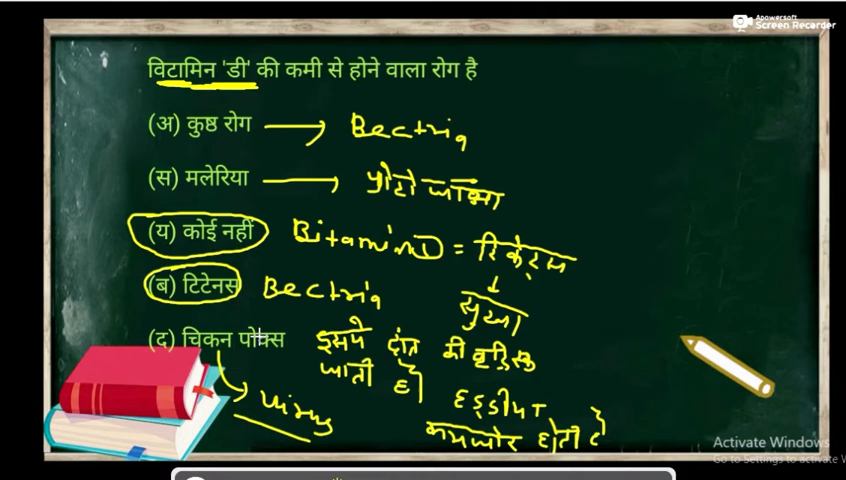 Apowersoft
Screen Recorder
विटामिन 'डी' की कमी से होने वाला रोग है
(अ) कुष्ठ रोग → Bectria
(स) मलेरिया → प्रोटोजोआ
(य) कोई नहीं BitaminD = रिकेट्स
↓
सुखा
(ब) टिटेनस Bectria
(द) चिकन पोक्स इसमे दांत की वृद्धि रुक
जाती है
virus हड्डीया
कमजोर होती है
Activate Windows
Go to Settings to activate W